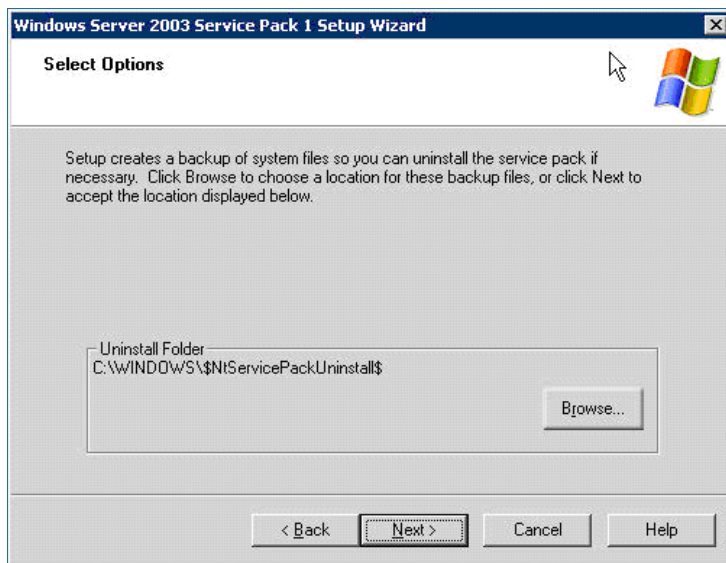 Windows Server 2003 Service Pack 1 Setup Wizard
Select Options
Setup creates a backup of system files so you can uninstall the service pack if
necessary.  Click Browse to choose a location for these backup files, or click Next to
accept the location displayed below.
Uninstall Folder
C:\WINDOWS\$NtServicePackUninstall$
Browse...
< Back
Next >
Cancel
Help